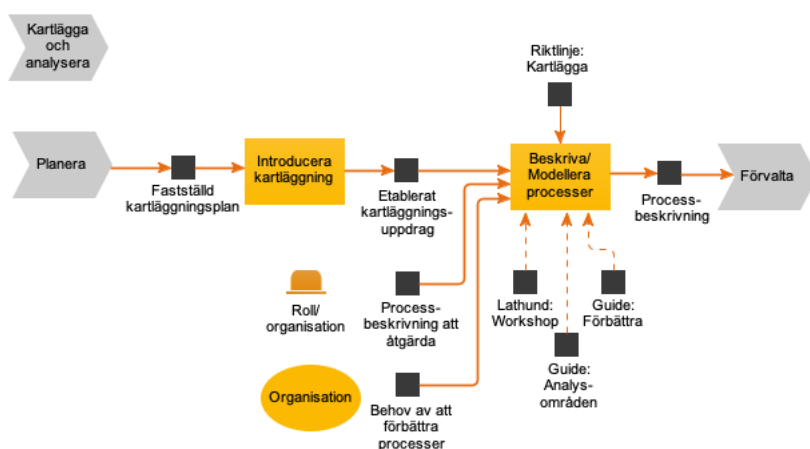 Kartlägga
och
analysera
Riktlinje:
Kartlägga
Planera
Fastställd
kartläggningsplan
Introducera
kartläggning
Etablerat
kartläggnings-
uppdrag
Beskriva/
Modellera
processer
Process-
beskrivning
Förvalta
Roll/
organisation
Process-
beskrivning att
åtgärda
Lathund:
Workshop
Guide:
Förbättra
Guide:
Analys-
områden
Organisation
Behov av att
förbättra
processer